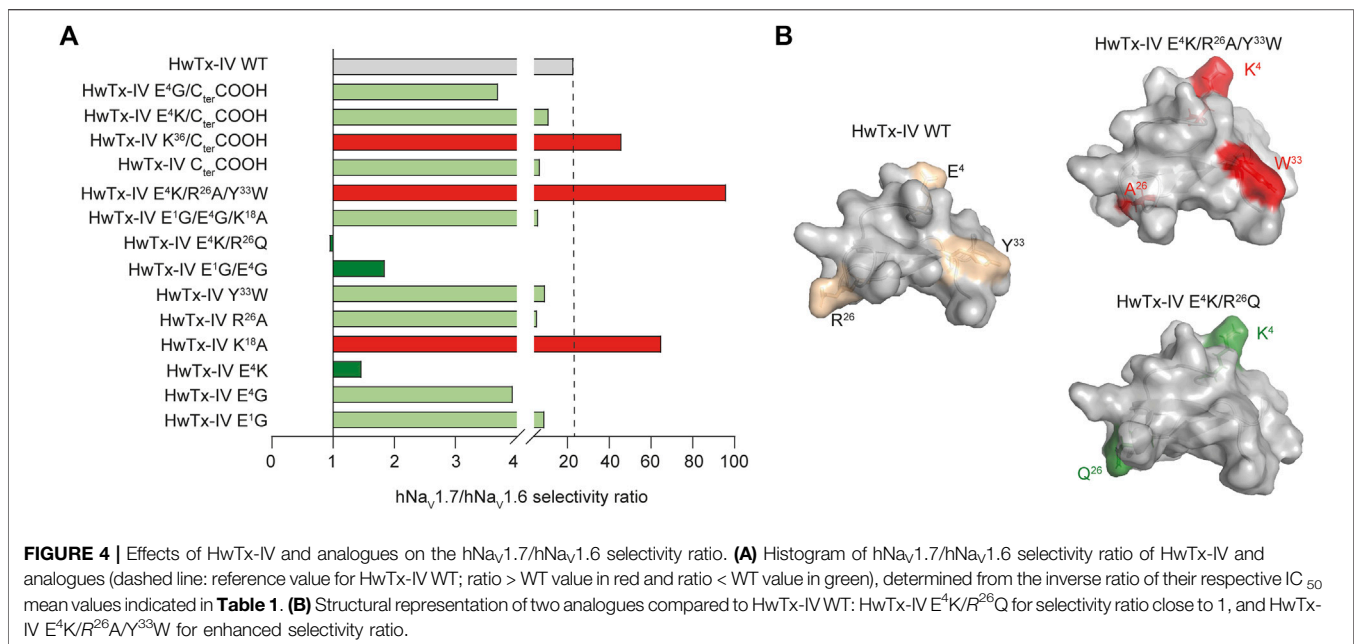 A
HwTx-IV WT
HwTx-IV E⁴G/CₜₑᵣCOOH
HwTx-IV E⁴K/CₜₑᵣCOOH
HwTx-IV K³⁶/CₜₑᵣCOOH
HwTx-IV CₜₑᵣCOOH
HwTx-IV E⁴K/R²⁶A/Y³³W
HwTx-IV E¹G/E⁴G/K¹⁸A
HwTx-IV E⁴K/R²⁶Q
HwTx-IV E¹G/E⁴G
HwTx-IV Y³³W
HwTx-IV R²⁶A
HwTx-IV K¹⁸A
HwTx-IV E⁴K
HwTx-IV E⁴G
HwTx-IV E¹G
0 1 2 3 4 20 40 60 80 100
hNaᵥ1.7/hNaᵥ1.6 selectivity ratio
B
HwTx-IV WT
E⁴
Y³³
R²⁶
HwTx-IV E⁴K/R²⁶A/Y³³W
K⁴
W³³
A²⁶
HwTx-IV E⁴K/R²⁶Q
K⁴
Q²⁶
FIGURE 4 | Effects of HwTx-IV and analogues on the hNaᵥ1.7/hNaᵥ1.6 selectivity ratio. (A) Histogram of hNaᵥ1.7/hNaᵥ1.6 selectivity ratio of HwTx-IV and
analogues (dashed line: reference value for HwTx-IV WT; ratio > WT value in red and ratio < WT value in green), determined from the inverse ratio of their respective IC ₅₀
mean values indicated in Table 1. (B) Structural representation of two analogues compared to HwTx-IV WT: HwTx-IV E⁴K/R²⁶Q for selectivity ratio close to 1, and HwTx-
IV E⁴K/R²⁶A/Y³³W for enhanced selectivity ratio.